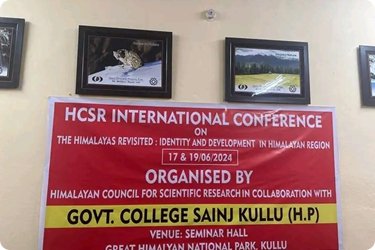 HCSR INTERNATIONAL CONFERENCE
ON
THE HIMALAYAS REVISITED : IDENTITY AND DEVELOPMENT IN HIMALAYAN REGION
17 & 19/06/2024
ORGANISED BY
HIMALAYAN COUNCIL FOR SCIENTIFIC RESEARCH IN COLLABORATION WITH
GOVT. COLLEGE SAINJ KULLU (H.P)
VENUE: SEMINAR HALL
GREAT HIMALYAN NATIONAL PARK, KULLU